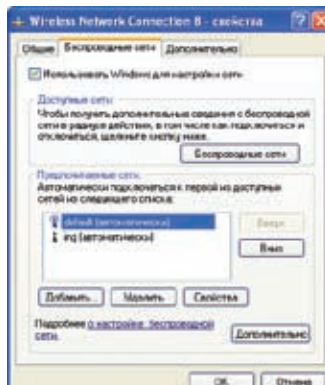 Wireless Network Connection 8 - свойства
Общие Беспроводные сети Дополнительно
Использовать Windows для настройки сети
Доступные сети:
Чтобы получить дополнительные сведения о беспроводной
сети в радиусе действия, в том числе как подключиться и
отключиться, щелкните кнопку ниже.
Беспроводные сети
Предпочитаемые сети:
Автоматически подключаться к первой из доступных
сетей из следующего списка:
default (автоматически)
(автоматически)
Вверх
Вниз
Добавить... Удалить Свойства
Подробнее о настройке беспроводной
сети.
Дополнительно
OK Отмена